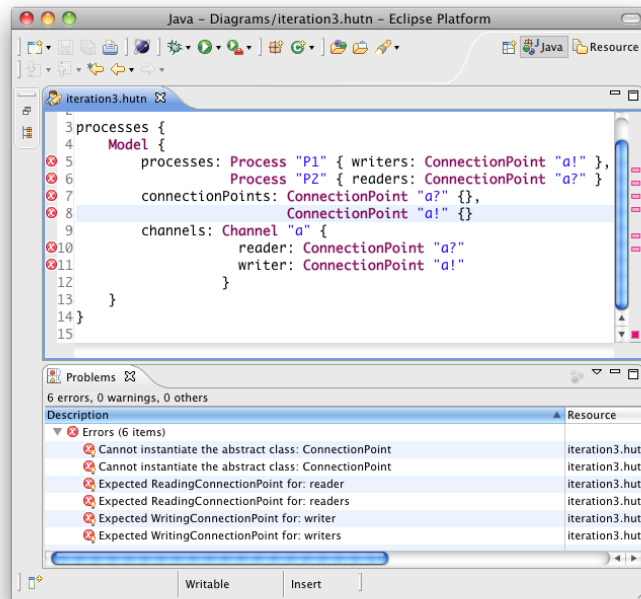 Java – Diagrams/iteration3.hutn – Eclipse Platform
Java Resource
iteration3.hutn
3 processes {
4 Model {
5 processes: Process "P1" { writers: ConnectionPoint "a!" },
6 Process "P2" { readers: ConnectionPoint "a?" }
7 connectionPoints: ConnectionPoint "a?" {},
8 ConnectionPoint "a!" {}
9 channels: Channel "a" {
10 reader: ConnectionPoint "a?"
11 writer: ConnectionPoint "a!"
12 }
13 }
14 }
15
Problems
6 errors, 0 warnings, 0 others
Description Resource
Errors (6 items)
Cannot instantiate the abstract class: ConnectionPoint iteration3.hut
Cannot instantiate the abstract class: ConnectionPoint iteration3.hut
Expected ReadingConnectionPoint for: reader iteration3.hut
Expected ReadingConnectionPoint for: readers iteration3.hut
Expected WritingConnectionPoint for: writer iteration3.hut
Expected WritingConnectionPoint for: writers iteration3.hut
Writable Insert